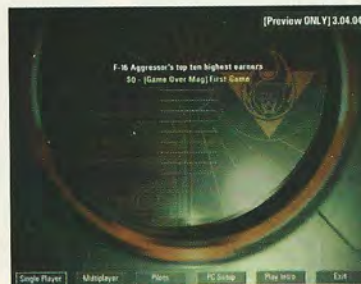 [Preview ONLY] 3.04.00
F-16 Aggressor's top ten highest earners
$0 - [Game Over Mag] First Game
Single Player Multiplayer Pilots PC Setup Play Intro Exit